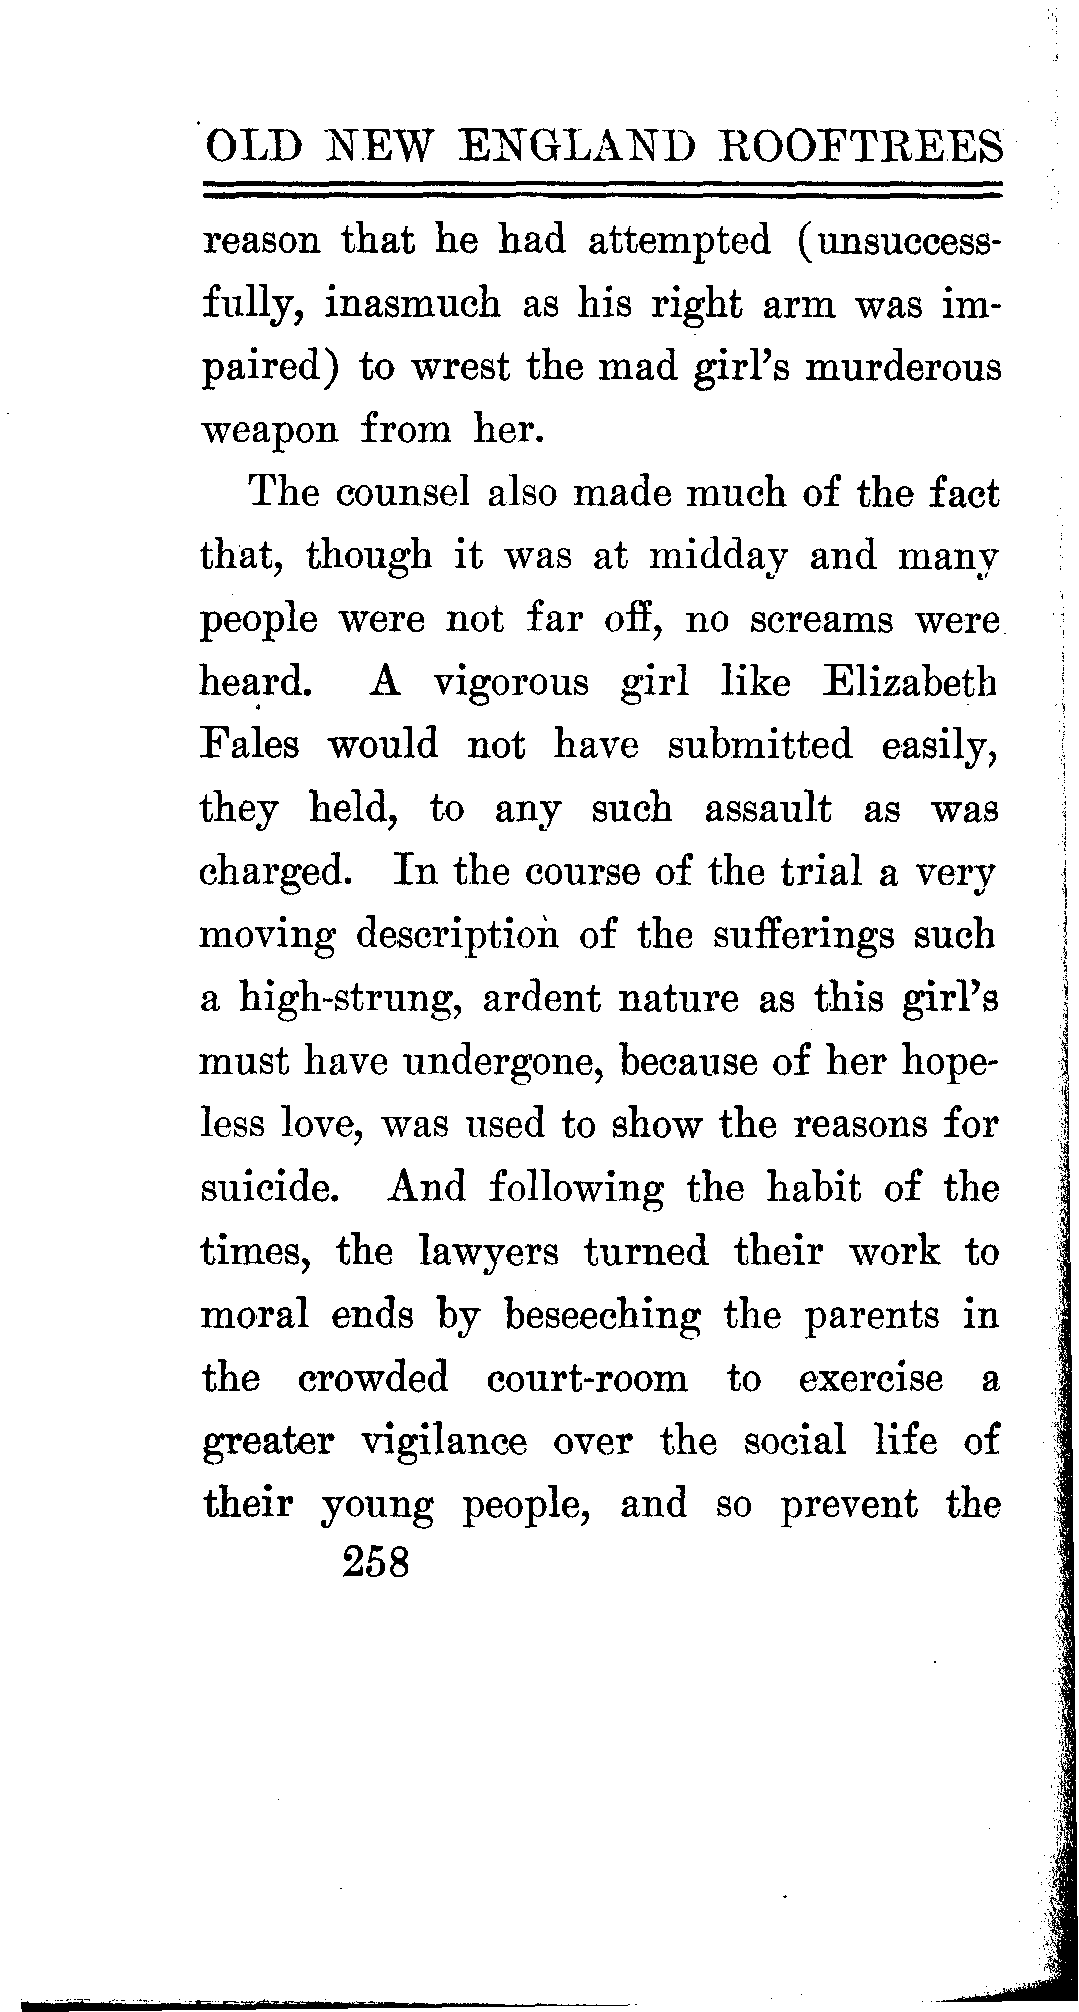 OLD NEW ENGLAND ROOFTREES
reason that he had attempted (unsuccess-
fully, inasmuch as his right arm was im-
paired) to wrest the mad girl's murderous
weapon from her.
The counsel also made much of the fact
that, though it was at midday and many
people were not far off, no screams were
heard. A vigorous girl like Elizabeth
Fales would not have submitted easily,
they held, to any such assault as was
charged. In the course of the trial a very
moving description of the sufferings such
a high-strung, ardent nature as this girl's
must have undergone, because of her hope-
less love, was used to show the reasons for
suicide. And following the habit of the
times, the lawyers turned their work to
moral ends by beseeching the parents in
the crowded court-room to exercise a
greater vigilance over the social life of
their young people, and so prevent the
258